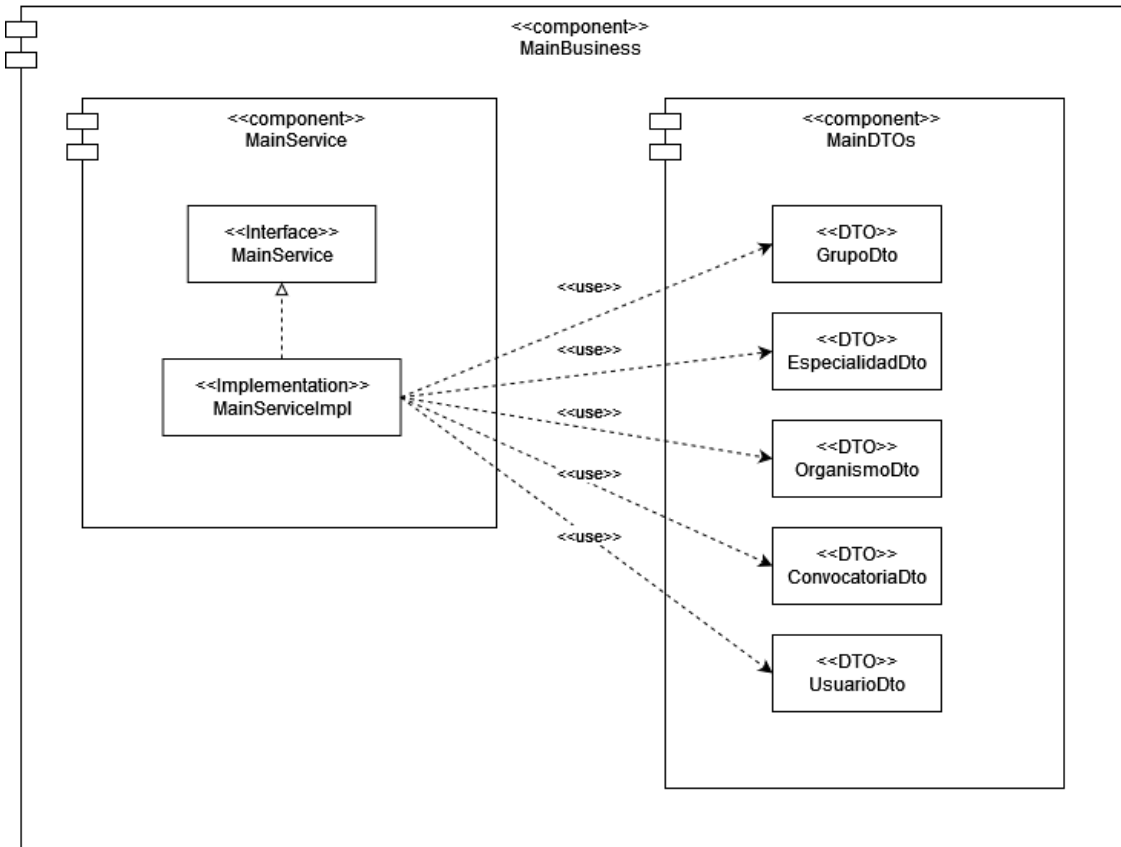 <<component>>
MainBusiness
<<component>>
MainService
<<Interface>>
MainService
<<Implementation>>
MainServiceImpl
<<use>>
<<use>>
<<use>>
<<use>>
<<use>>
<<component>>
MainDTOs
<<DTO>>
GrupoDto
<<DTO>>
EspecialidadDto
<<DTO>>
OrganismoDto
<<DTO>>
ConvocatoriaDto
<<DTO>>
UsuarioDto